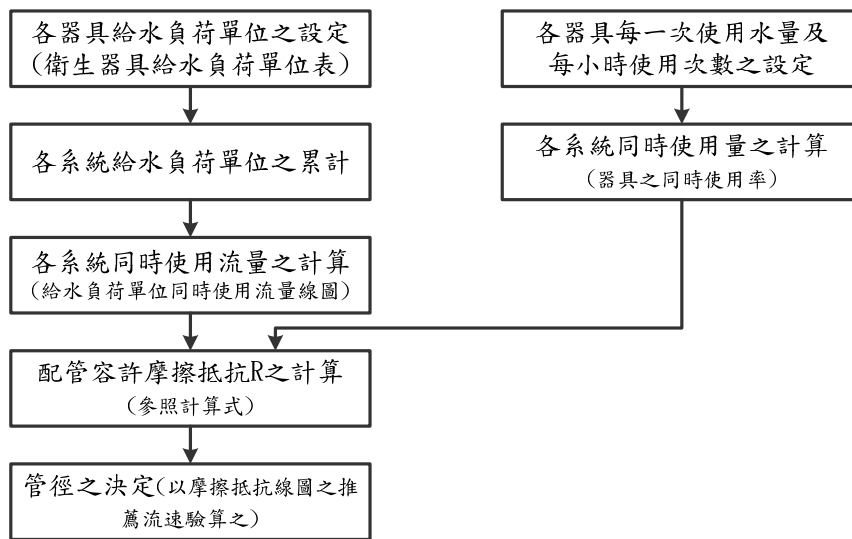 各器具給水負荷單位之設定
(衛生器具給水負荷單位表)
各系統給水負荷單位之累計
各系統同時使用流量之計算
(給水負荷單位同時使用流量線圖)
各器具每一次使用水量及
每小時使用次數之設定
各系統同時使用量之計算
(器具之同時使用率)
配管容許摩擦抵抗R之計算
(參照計算式)
管徑之決定(以摩擦抵抗線圖之推
薦流速驗算之)